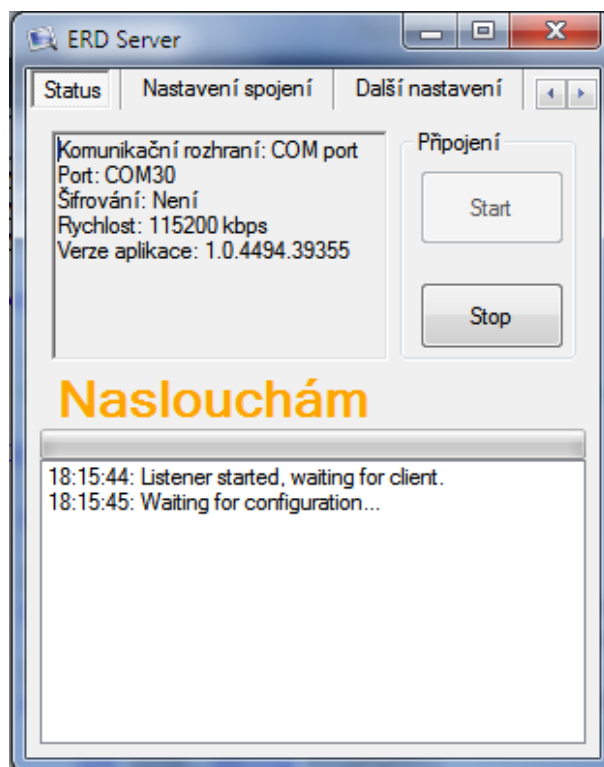 ERD Server
Status
Nastavení spojení
Další nastavení
Komunikační rozhraní: COM port
Port: COM30
Šifrování: Není
Rychlost: 115200 kbps
Verze aplikace: 1.0.4494.39355
Připojení
Start
Stop
Naslouchám
18:15:44: Listener started, waiting for client.
18:15:45: Waiting for configuration...